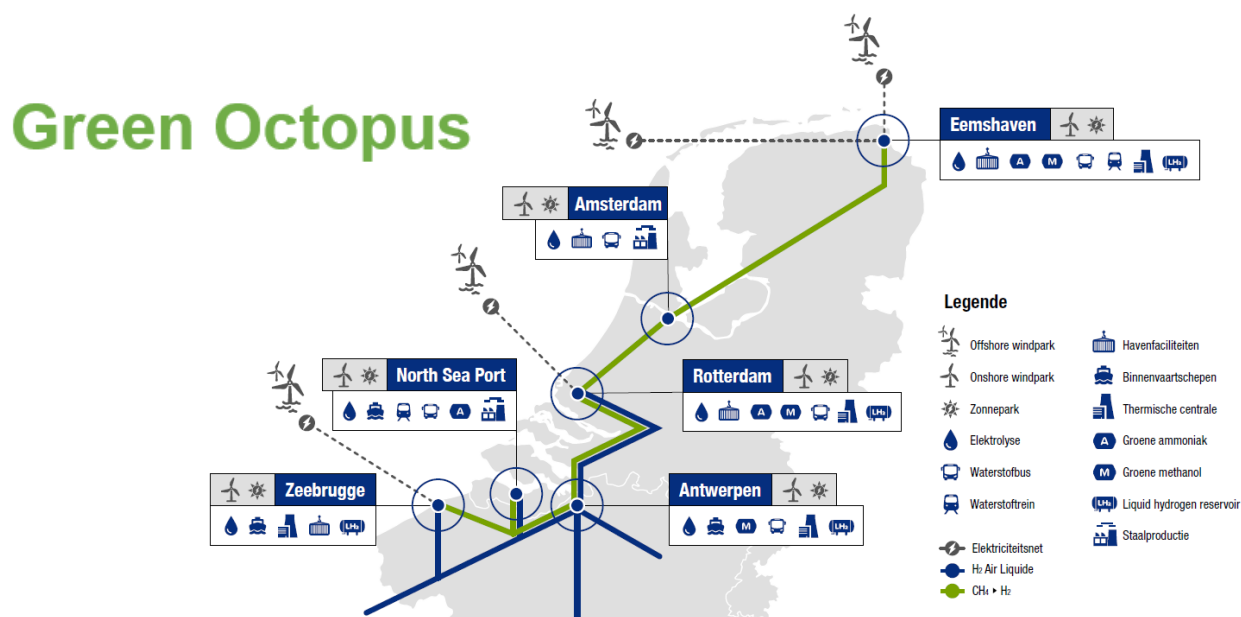 Green Octopus
Eemshaven
A M LH₂
Amsterdam
North Sea Port
A
Rotterdam
A M LH₂
Zeebrugge
LH₂
Antwerpen
M LH₂
Legende
Offshore windpark
Onshore windpark
Zonnepark
Elektrolyse
Waterstofbus
Waterstoftrein
Elektriciteitsnet
H₂ Air Liquide
CH₄ ▸ H₂
Havenfaciliteiten
Binnenvaartschepen
Thermische centrale
A Groene ammoniak
M Groene methanol
LH₂ Liquid hydrogen reservoir
Staalproductie